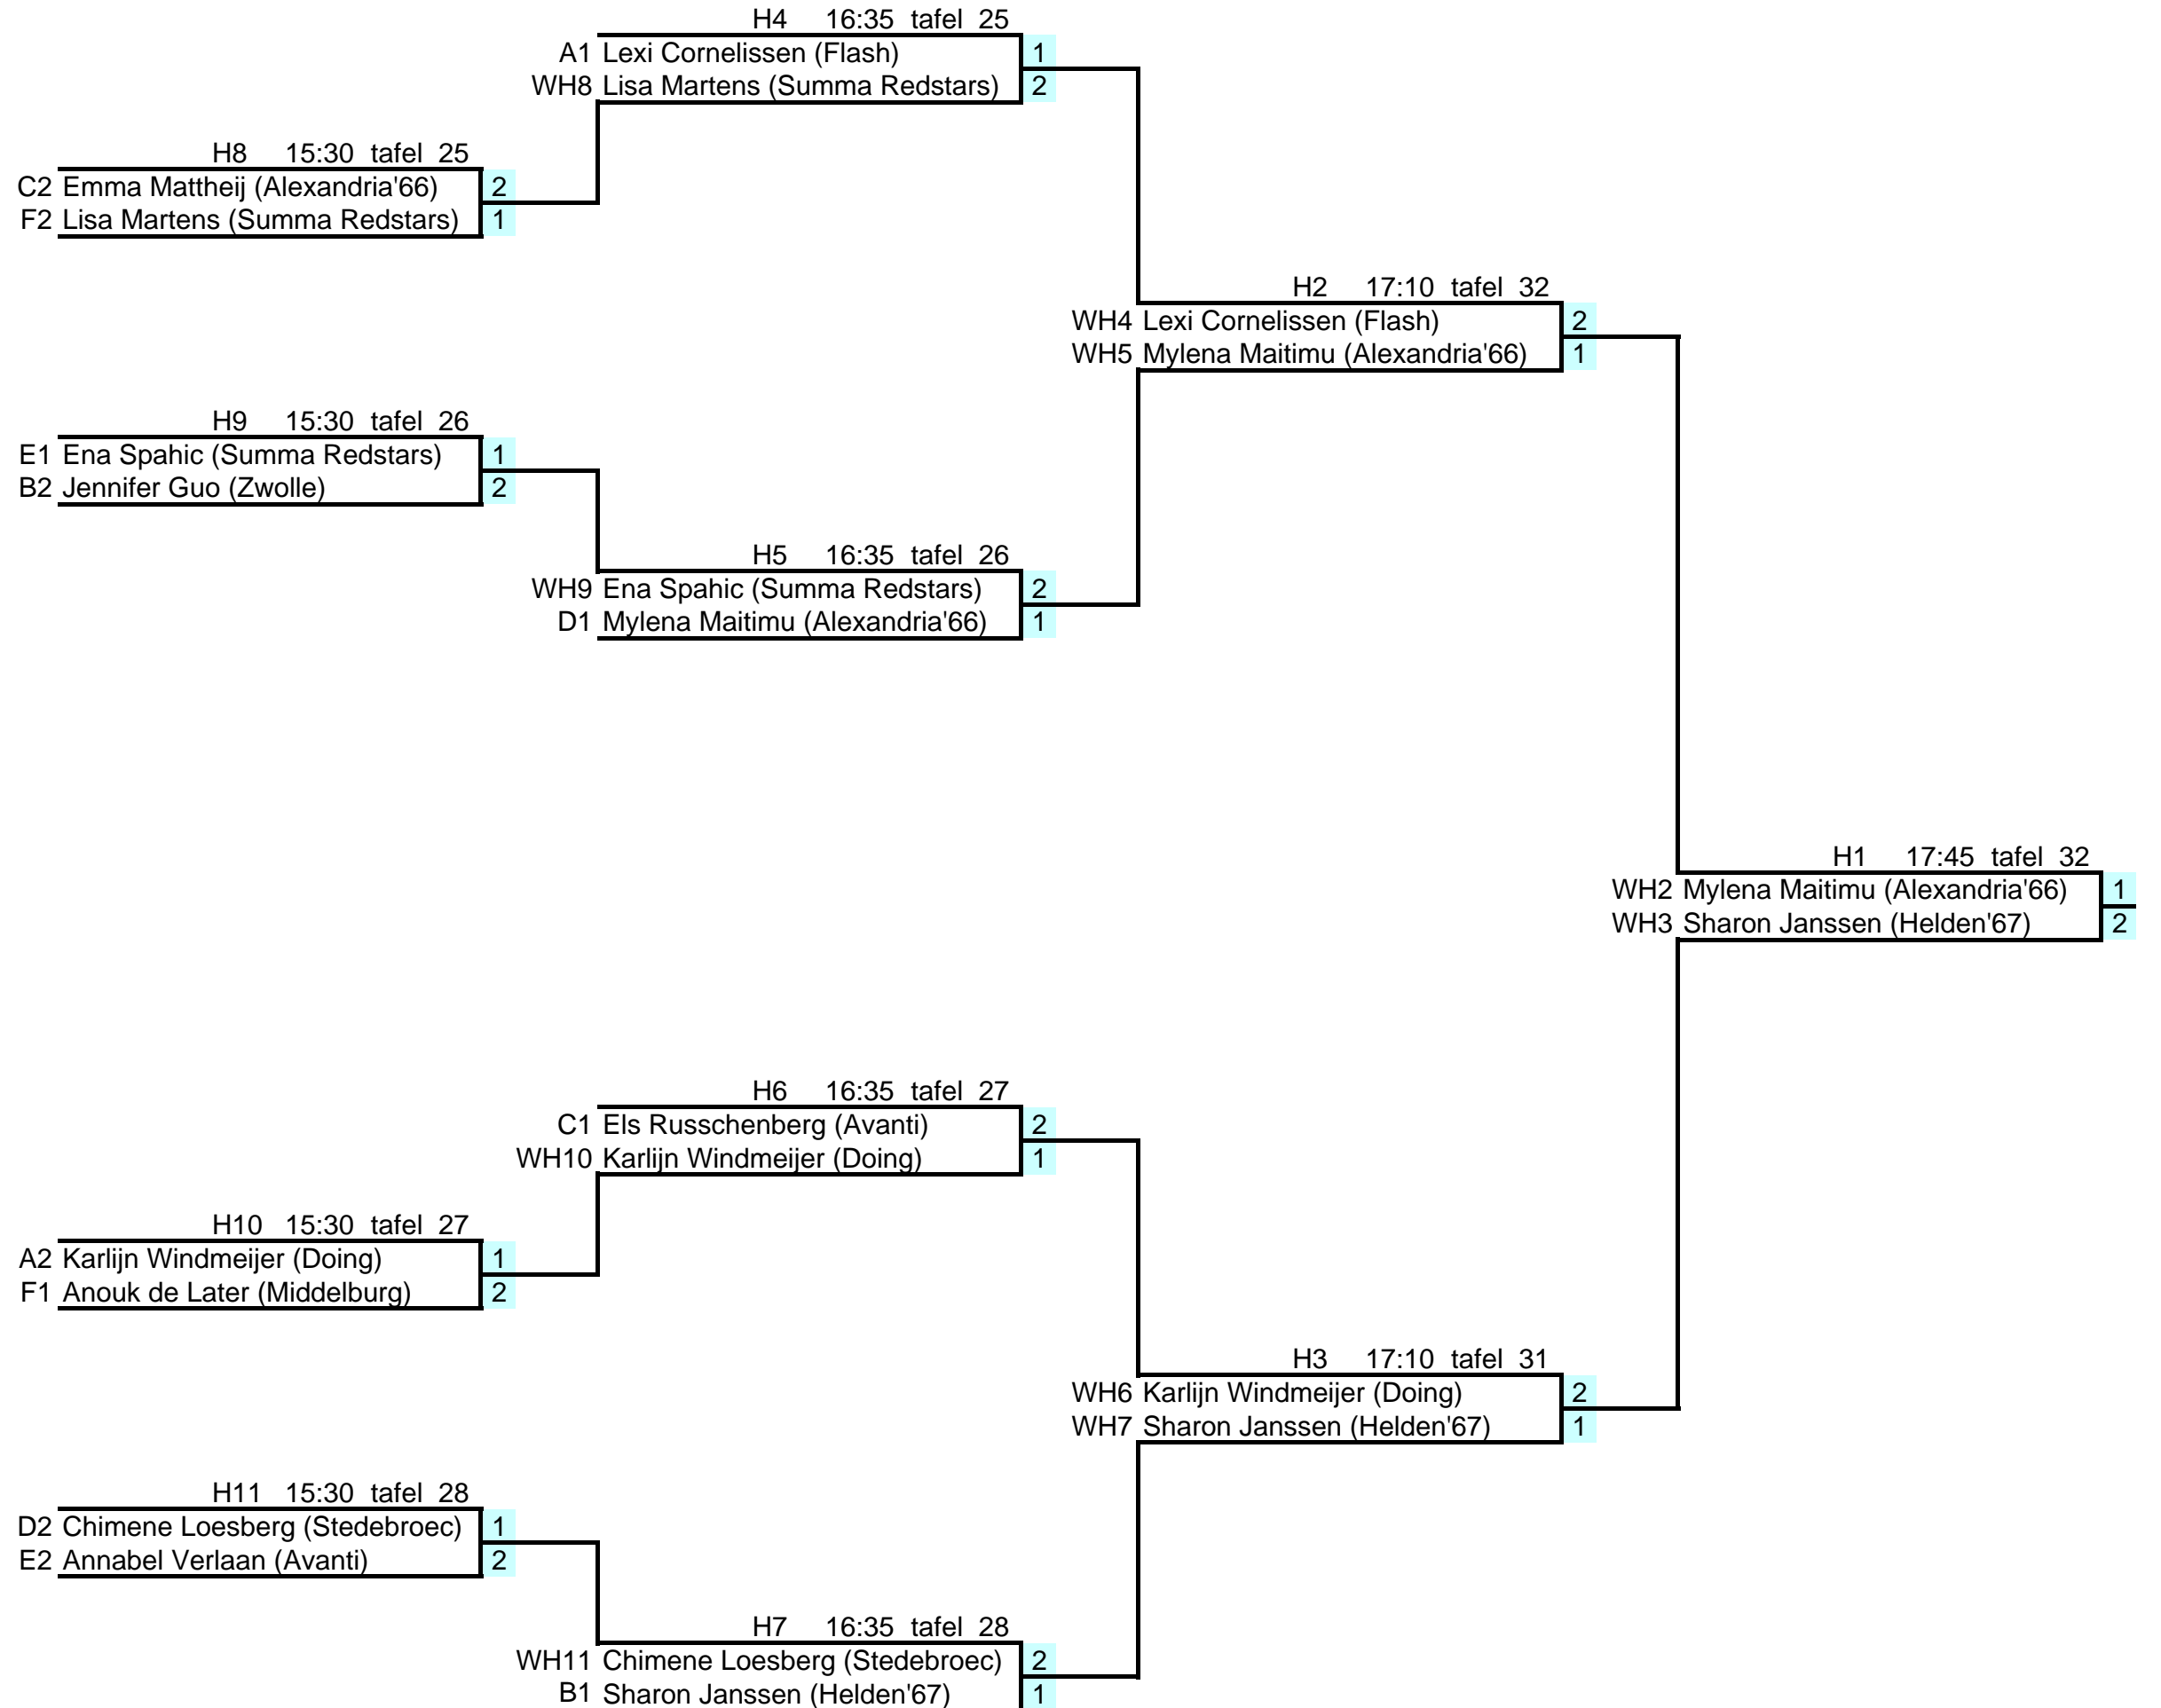 H4 16:35 tafel 25
A1 Lexi Cornelissen (Flash) 1
WH8 Lisa Martens (Summa Redstars) 2
H8 15:30 tafel 25
C2 Emma Mattheij (Alexandria'66) 2
F2 Lisa Martens (Summa Redstars) 1
H2 17:10 tafel 32
WH4 Lexi Cornelissen (Flash) 2
WH5 Mylena Maitimu (Alexandria'66) 1
H9 15:30 tafel 26
E1 Ena Spahic (Summa Redstars) 1
B2 Jennifer Guo (Zwolle) 2
H5 16:35 tafel 26
WH9 Ena Spahic (Summa Redstars) 2
D1 Mylena Maitimu (Alexandria'66) 1
H1 17:45 tafel 32
WH2 Mylena Maitimu (Alexandria'66) 1
WH3 Sharon Janssen (Helden'67) 2
H6 16:35 tafel 27
C1 Els Russchenberg (Avanti) 2
WH10 Karlijn Windmeijer (Doing) 1
H10 15:30 tafel 27
A2 Karlijn Windmeijer (Doing) 1
F1 Anouk de Later (Middelburg) 2
H3 17:10 tafel 31
WH6 Karlijn Windmeijer (Doing) 2
WH7 Sharon Janssen (Helden'67) 1
H11 15:30 tafel 28
D2 Chimene Loesberg (Stedebroec) 1
E2 Annabel Verlaan (Avanti) 2
H7 16:35 tafel 28
WH11 Chimene Loesberg (Stedebroec) 2
B1 Sharon Janssen (Helden'67) 1